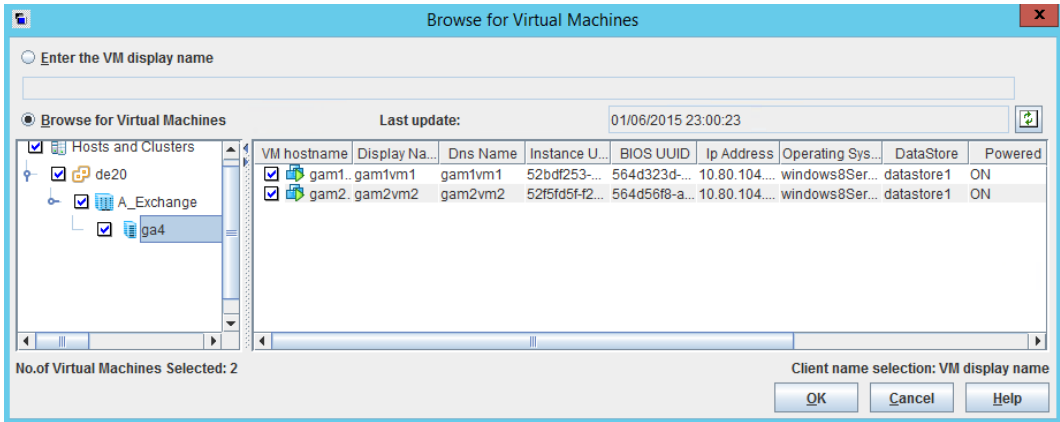 Browse for Virtual Machines
x
Enter the VM display name
Browse for Virtual Machines Last update: 01/06/2015 23:00:23
Hosts and Clusters
de20
A_Exchange
ga4
VM hostname Display Na... Dns Name Instance U... BIOS UUID Ip Address Operating Sys... DataStore Powered
gam1.. gam1vm1 gam1vm1 52bdf253-... 564d323d-... 10.80.104.... windows8Ser... datastore1 ON
gam2. gam2vm2 gam2vm2 52f5fd5f-f2... 564d56f8-a... 10.80.104.... windows8Ser... datastore1 ON
No.of Virtual Machines Selected: 2 Client name selection: VM display name
OK Cancel Help